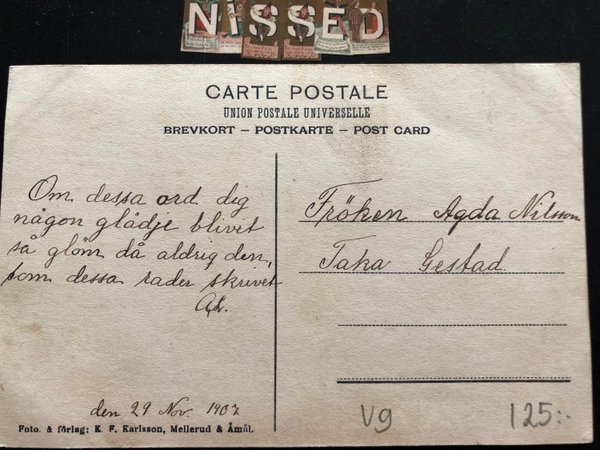 NiSSED
CARTE POSTALE
UNION POSTALE UNIVERSELLE
BREVKORT – POSTKARTE – POST CARD
Om dessa ord dig
någon glädje blivit
så glöm då aldrig den,
som dessa rader skrivit
Fröken Agda Nilsson
Taka Gestad
den 29 Nov. 1907
Foto. & förlag: K. F. Karlsson, Mellerud & Åmål.
Vg
125:-